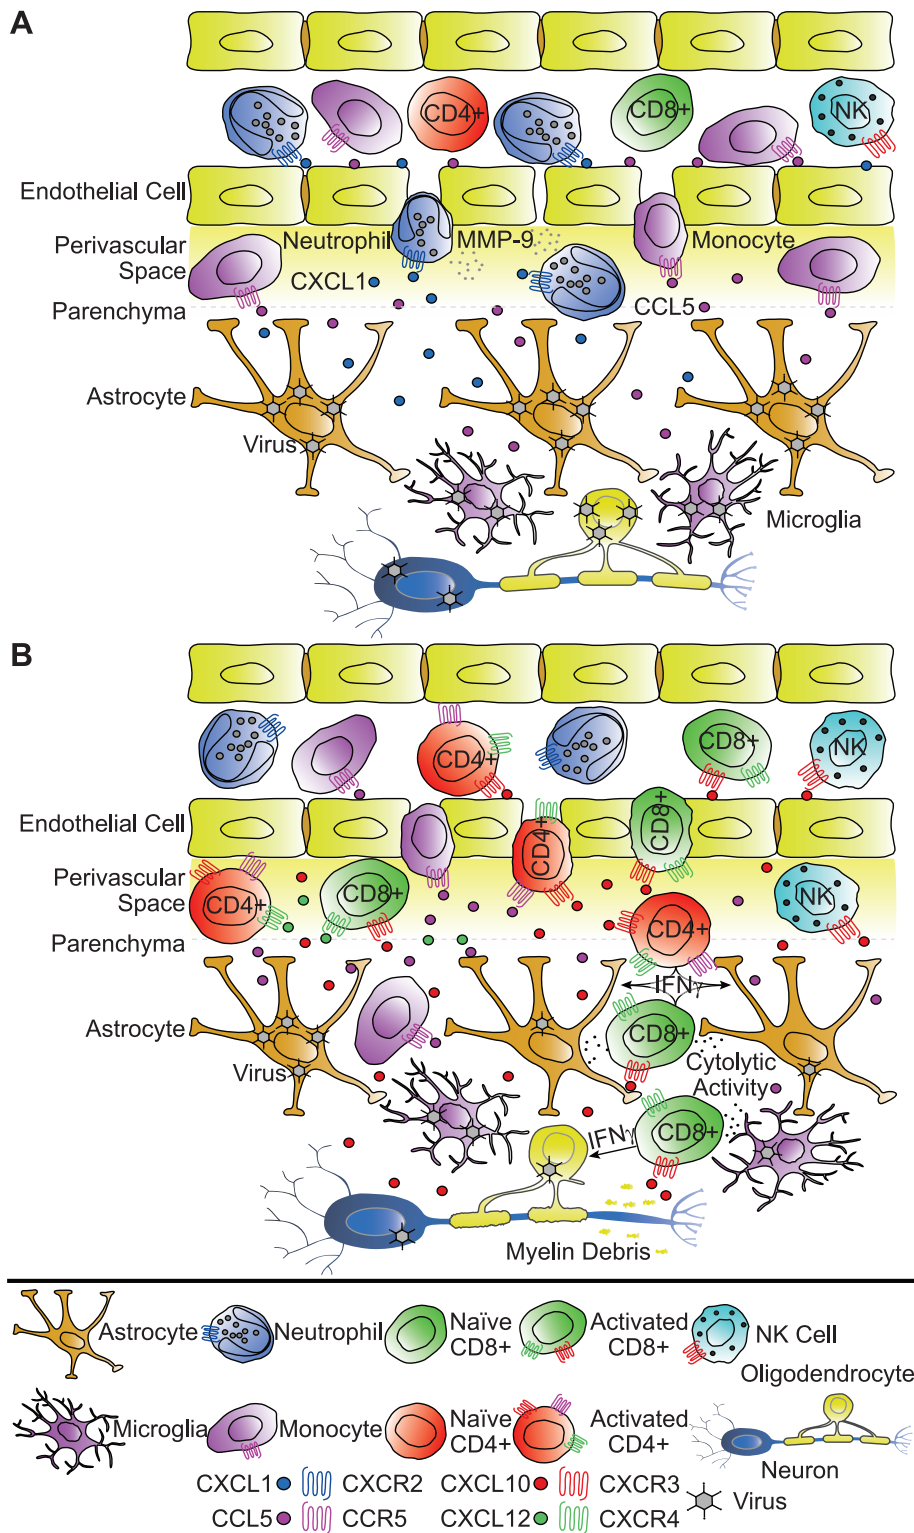 A
CD4+
CD8+
NK
Endothelial Cell
Perivascular
Space
Neutrophil
MMP-9
Monocyte
CXCL1
CCL5
Parenchyma
Astrocyte
Virus
Microglia
B
CD4+
CD8+
NK
Endothelial Cell
CD4+
CD8+
Perivascular
Space
CD4+
CD8+
NK
CD4+
Parenchyma
IFNγ
Astrocyte
CD8+
Virus
Cytolytic
Activity
CD8+
IFNγ
Myelin Debris
Astrocyte
Neutrophil
Naïve
CD8+
Activated
CD8+
NK Cell
Oligodendrocyte
Microglia
Monocyte
Naïve
CD4+
Activated
CD4+
Neuron
CXCL1 CXCR2 CXCL10 CXCR3
CCL5 CCR5 CXCL12 CXCR4
Virus